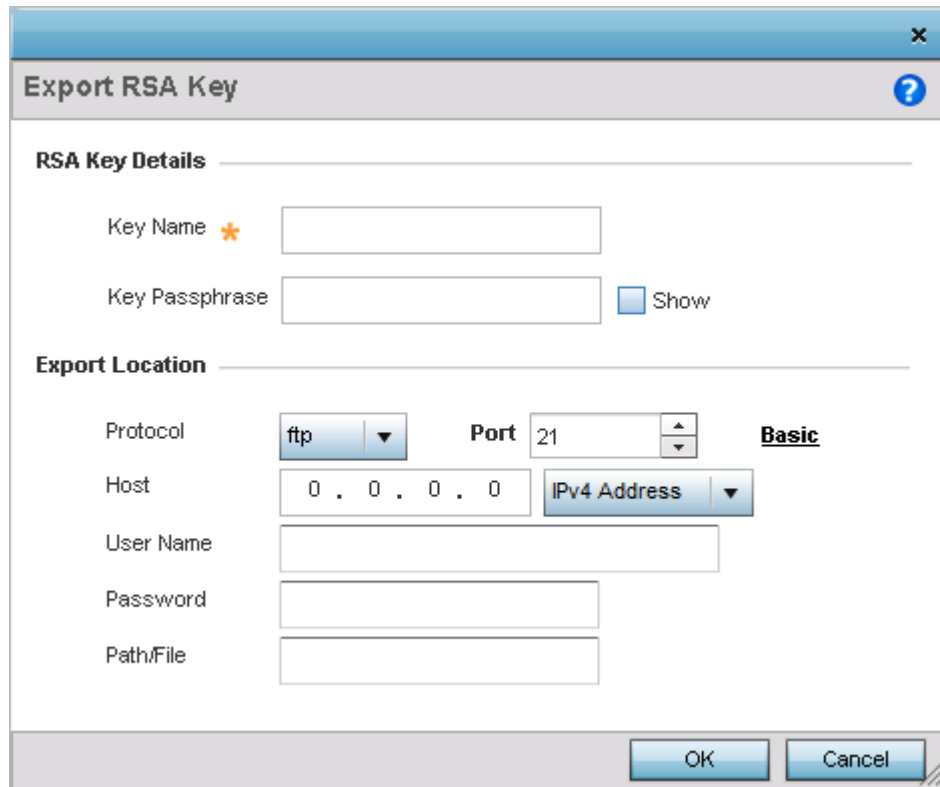 Export RSA Key
RSA Key Details
Key Name *
Key Passphrase Show
Export Location
Protocol ftp Port 21 Basic
Host 0 . 0 . 0 . 0 IPv4 Address
User Name
Password
Path/File
OK Cancel